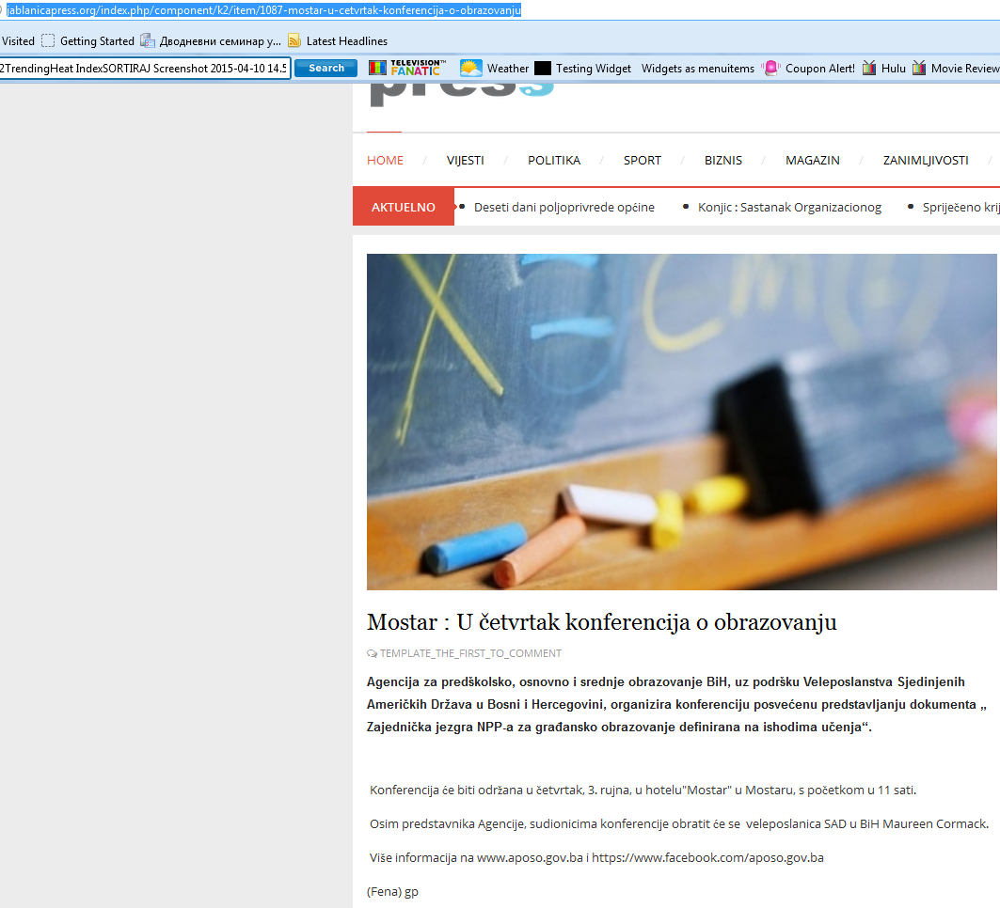 jablanicapress.org/index.php/component/k2/item/1087-mostar-u-cetvrtak-konferencija-o-obrazovanju
Visited Getting Started Дводневни семинар у... Latest Headlines
2TrendingHeat IndexSORTIRAJ Screenshot 2015-04-10 14.5 Search TELEVISION FANATIC Weather Testing Widget Widgets as menuitems Coupon Alert! Hulu Movie Review
press
HOME / VIJESTI / POLITIKA / SPORT / BIZNIS / MAGAZIN / ZANIMLJIVOSTI /
AKTUELNO • Deseti dani poljoprivrede općine • Konjic : Sastanak Organizacionog • Spriječeno krij
Mostar : U četvrtak konferencija o obrazovanju
TEMPLATE_THE_FIRST_TO_COMMENT
Agencija za predškolsko, osnovno i srednje obrazovanje BiH, uz podršku Veleposlanstva Sjedinjenih
Američkih Država u Bosni i Hercegovini, organizira konferenciju posvećenu predstavljanju dokumenta „
Zajednička jezgra NPP-a za građansko obrazovanje definirana na ishodima učenja“.
Konferencija će biti održana u četvrtak, 3. rujna, u hotelu"Mostar" u Mostaru, s početkom u 11 sati.
Osim predstavnika Agencije, sudionicima konferencije obratit će se veleposlanica SAD u BiH Maureen Cormack.
Više informacija na www.aposo.gov.ba i https://www.facebook.com/aposo.gov.ba
(Fena) gp